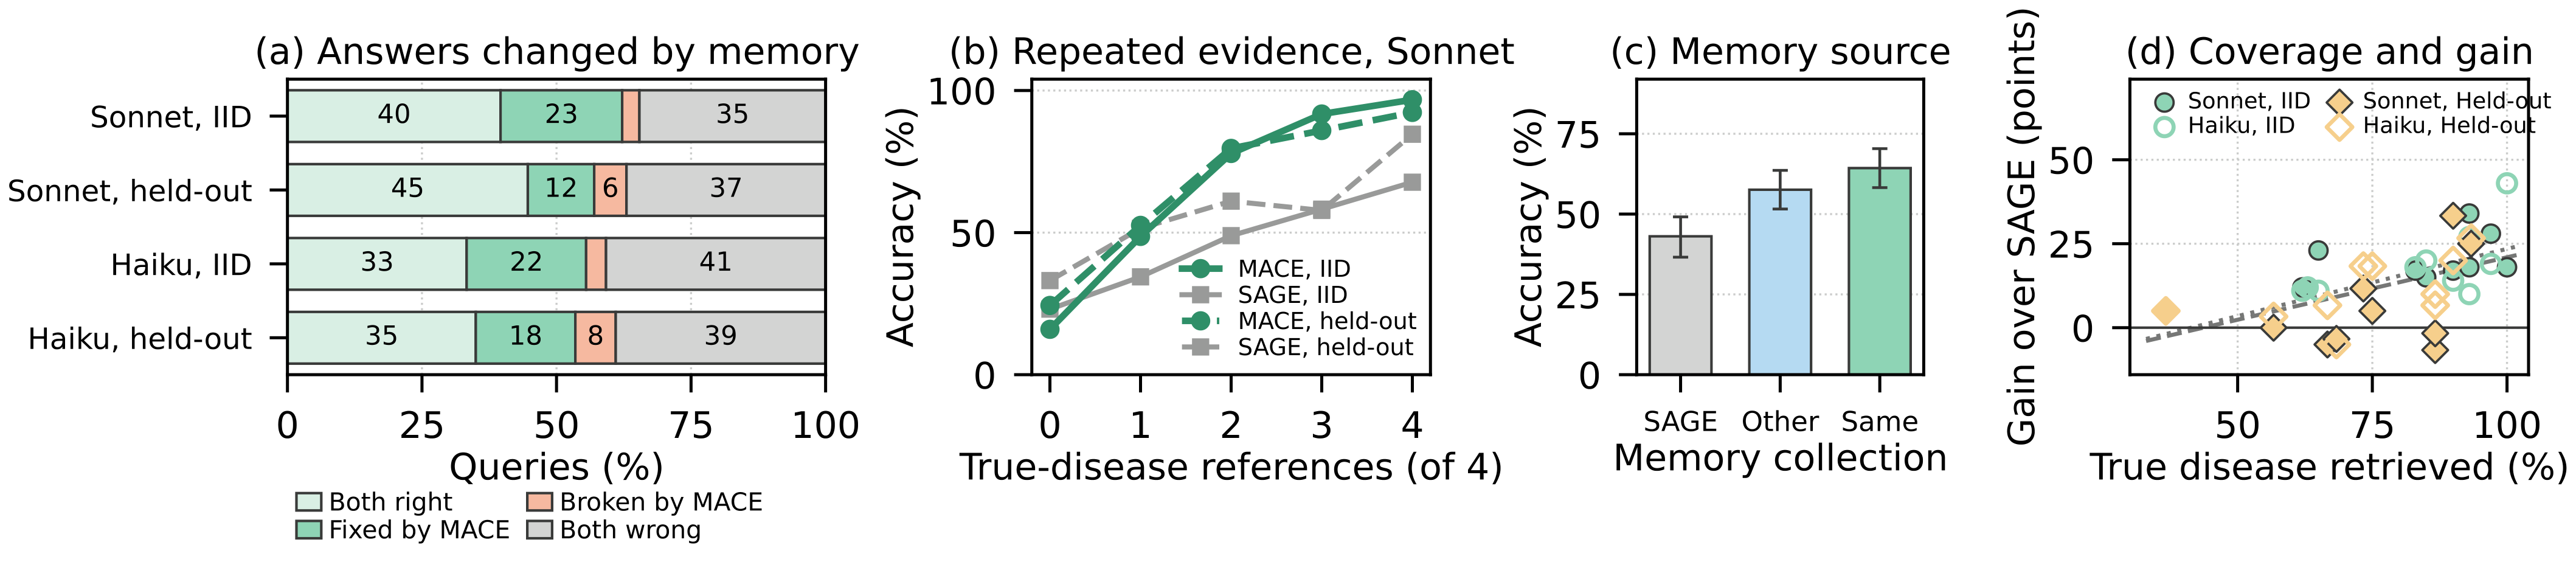 (a) Answers changed by memory
Sonnet, IID
40
23
35
Sonnet, held-out
45
12
6
37
Haiku, IID
33
22
41
Haiku, held-out
35
18
8
39
0
25
50
75
100
Queries (%)
Both right
Broken by MACE
Fixed by MACE
Both wrong
(b) Repeated evidence, Sonnet
Accuracy (%)
100
50
0
MACE, IID
SAGE, IID
MACE, held-out
SAGE, held-out
0
1
2
3
4
True-disease references (of 4)
(c) Memory source
Accuracy (%)
75
50
25
0
SAGE
Other
Same
Memory collection
(d) Coverage and gain
Gain over SAGE (points)
Sonnet, IID
Sonnet, Held-out
Haiku, IID
Haiku, Held-out
50
25
0
50
75
100
True disease retrieved (%)